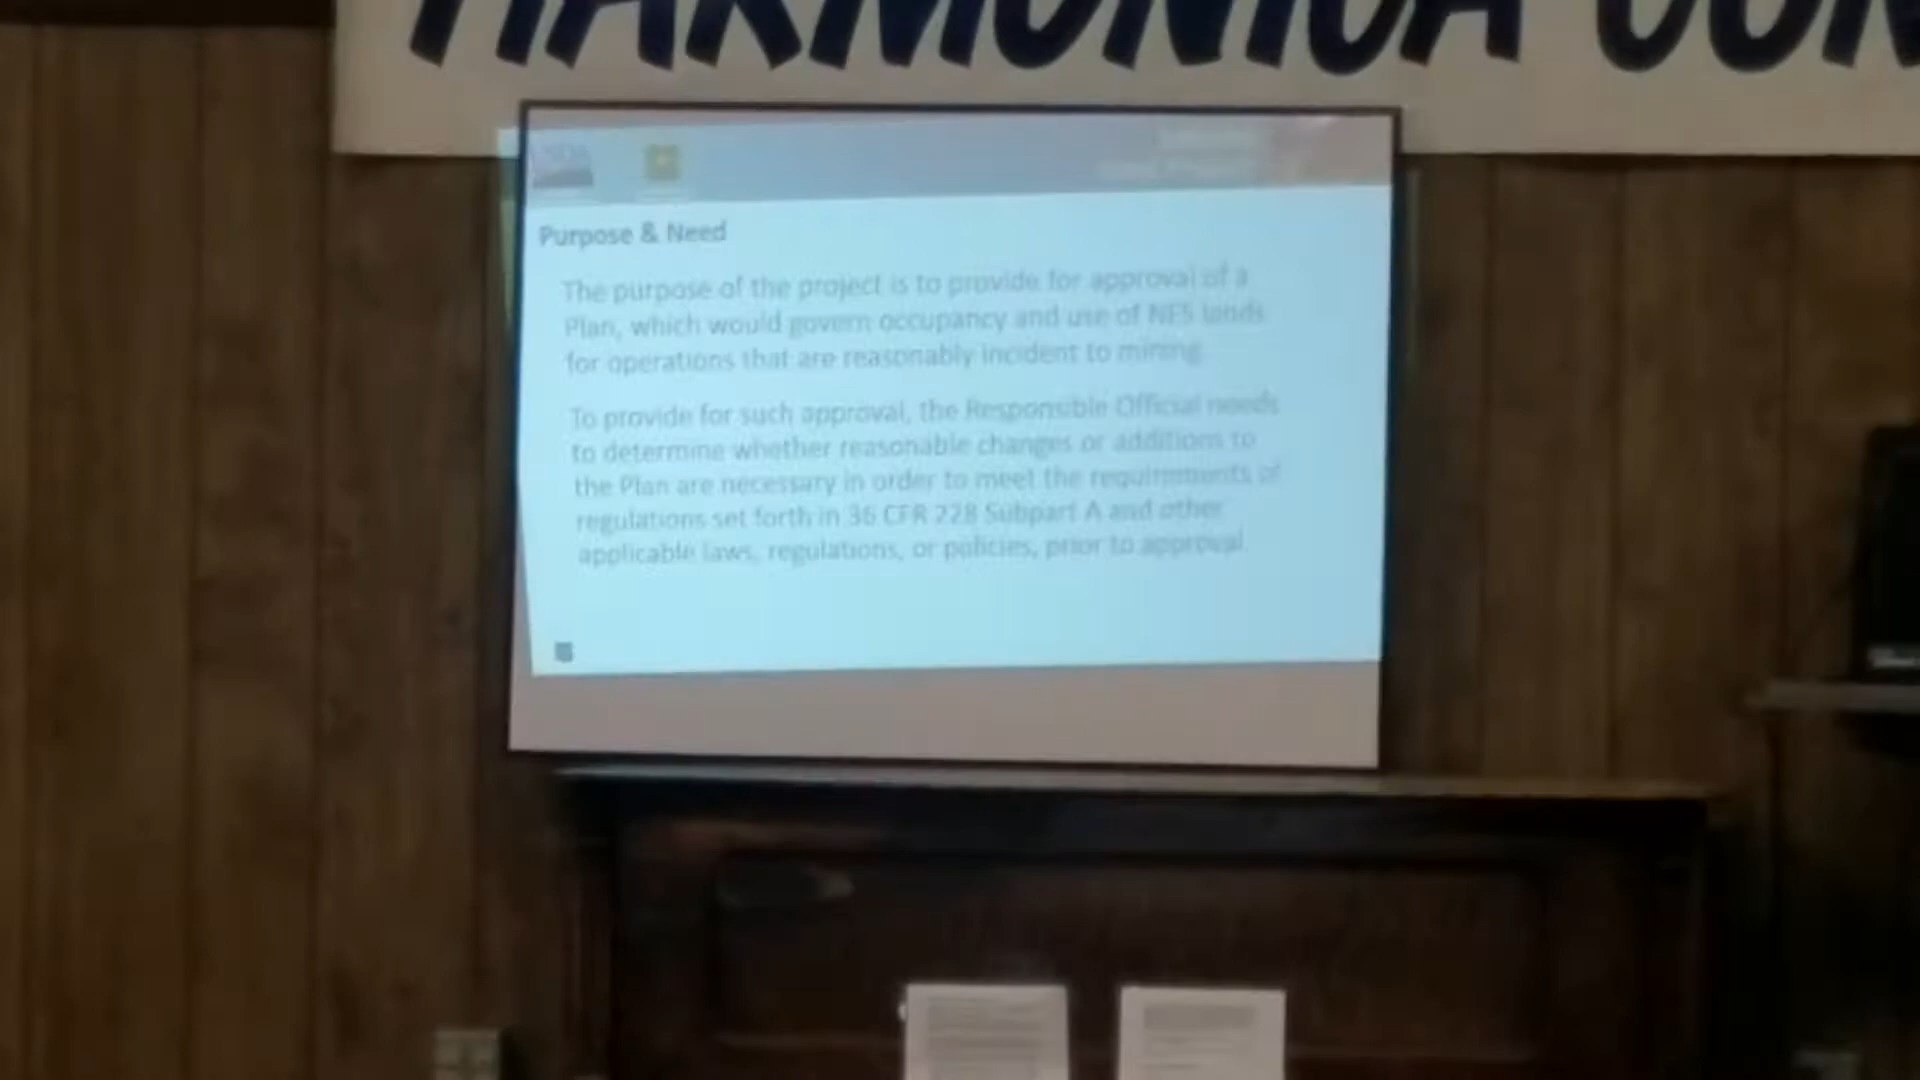 HARMONICA CON
Purpose & Need
The purpose of the project is to provide for approval of a
Plan, which would govern occupancy and use of NFS lands
for operations that are reasonably incident to mining.
To provide for such approval, the Responsible Official needs
to determine whether reasonable changes or additions to
the Plan are necessary in order to meet the requirements of
regulations set forth in 36 CFR 228 Subpart A and other
applicable laws, regulations, or policies, prior to approval